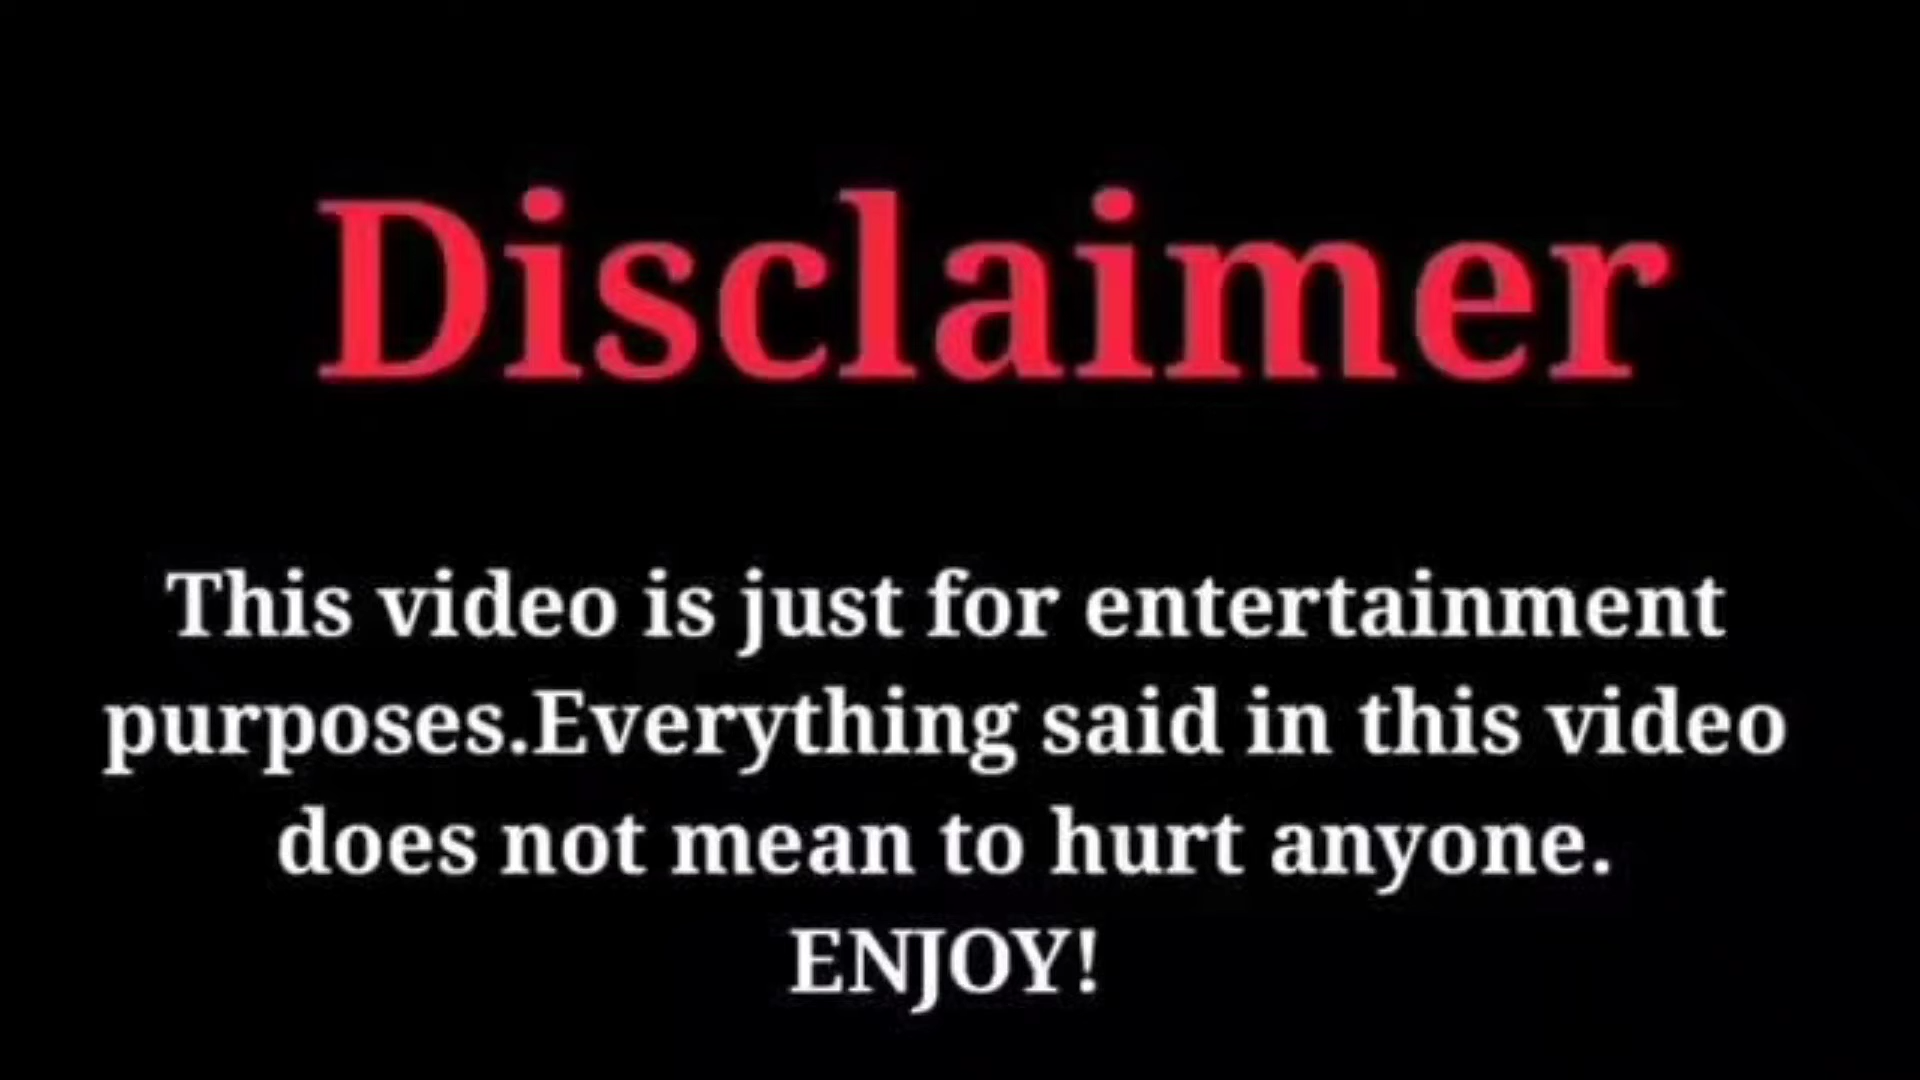 Disclaimer
This video is just for entertainment
purposes.Everything said in this video
does not mean to hurt anyone.
ENJOY!